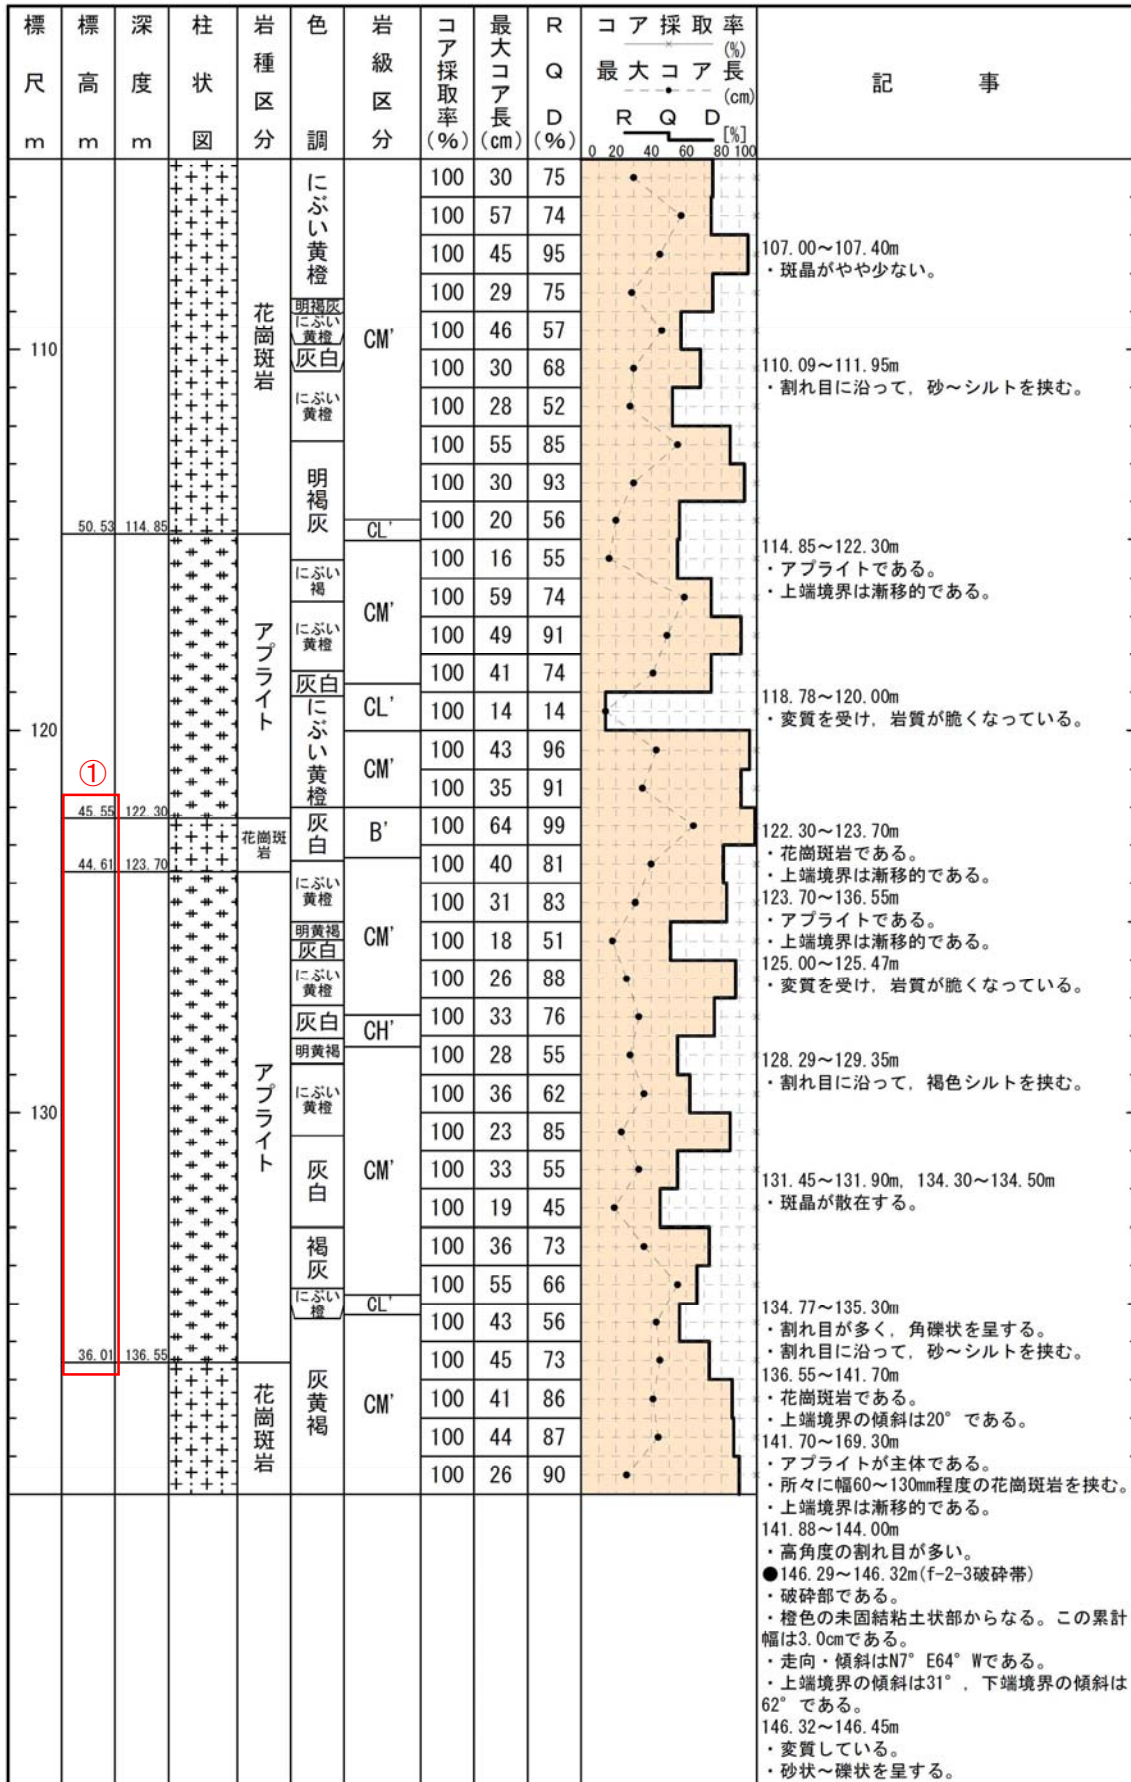 標尺m
標高m
深度m
柱状図
岩種区分
色調
岩級区分
コア採取率(%)
最大コア長(cm)
RQD(%)
コア採取率
(%)
最大コア長
(cm)
RQD
[%]
0 20 40 60 80 100
記事
110
120
130
①
50.53 114.85
45.55 122.30
44.61 123.70
36.01 136.55
花崗斑岩
アプライト
花崗斑岩
アプライト
花崗斑岩
にぶい黄橙
明褐灰
にぶい黄橙
灰白
にぶい黄橙
明褐灰
にぶい褐
にぶい黄橙
灰白
にぶい黄橙
灰白
にぶい黄橙
明黄褐
灰白
にぶい黄橙
灰白
明黄褐
にぶい黄橙
灰白
褐灰
にぶい橙
灰黄褐
CM'
CL'
CM'
CL'
CM'
B'
CM'
CH'
CM'
CL'
CM'
100 30 75
100 57 74
100 45 95
100 29 75
100 46 57
100 30 68
100 28 52
100 55 85
100 30 93
100 20 56
100 16 55
100 59 74
100 49 91
100 41 74
100 14 14
100 43 96
100 35 91
100 64 99
100 40 81
100 31 83
100 18 51
100 26 88
100 33 76
100 28 55
100 36 62
100 23 85
100 33 55
100 19 45
100 36 73
100 55 66
100 43 56
100 45 73
100 41 86
100 44 87
100 26 90
107.00～107.40m
・斑晶がやや少ない。
110.09～111.95m
・割れ目に沿って，砂～シルトを挟む。
114.85～122.30m
・アプライトである。
・上端境界は漸移的である。
118.78～120.00m
・変質を受け，岩質が脆くなっている。
122.30～123.70m
・花崗斑岩である。
・上端境界は漸移的である。
123.70～136.55m
・アプライトである。
・上端境界は漸移的である。
125.00～125.47m
・変質を受け，岩質が脆くなっている。
128.29～129.35m
・割れ目に沿って，褐色シルトを挟む。
131.45～131.90m, 134.30～134.50m
・斑晶が散在する。
134.77～135.30m
・割れ目が多く，角礫状を呈する。
・割れ目に沿って，砂～シルトを挟む。
136.55～141.70m
・花崗斑岩である。
・上端境界の傾斜は20°である。
141.70～169.30m
・アプライトが主体である。
・所々に幅60～130mm程度の花崗斑岩を挟む。
・上端境界は漸移的である。
141.88～144.00m
・高角度の割れ目が多い。
●146.29～146.32m(f-2-3破砕帯)
・破砕部である。
・橙色の未固結粘土状部からなる。この累計
幅は3.0cmである。
・走向・傾斜はN7°E64°Wである。
・上端境界の傾斜は31°，下端境界の傾斜は
62°である。
146.32～146.45m
・変質している。
・砂状～礫状を呈する。